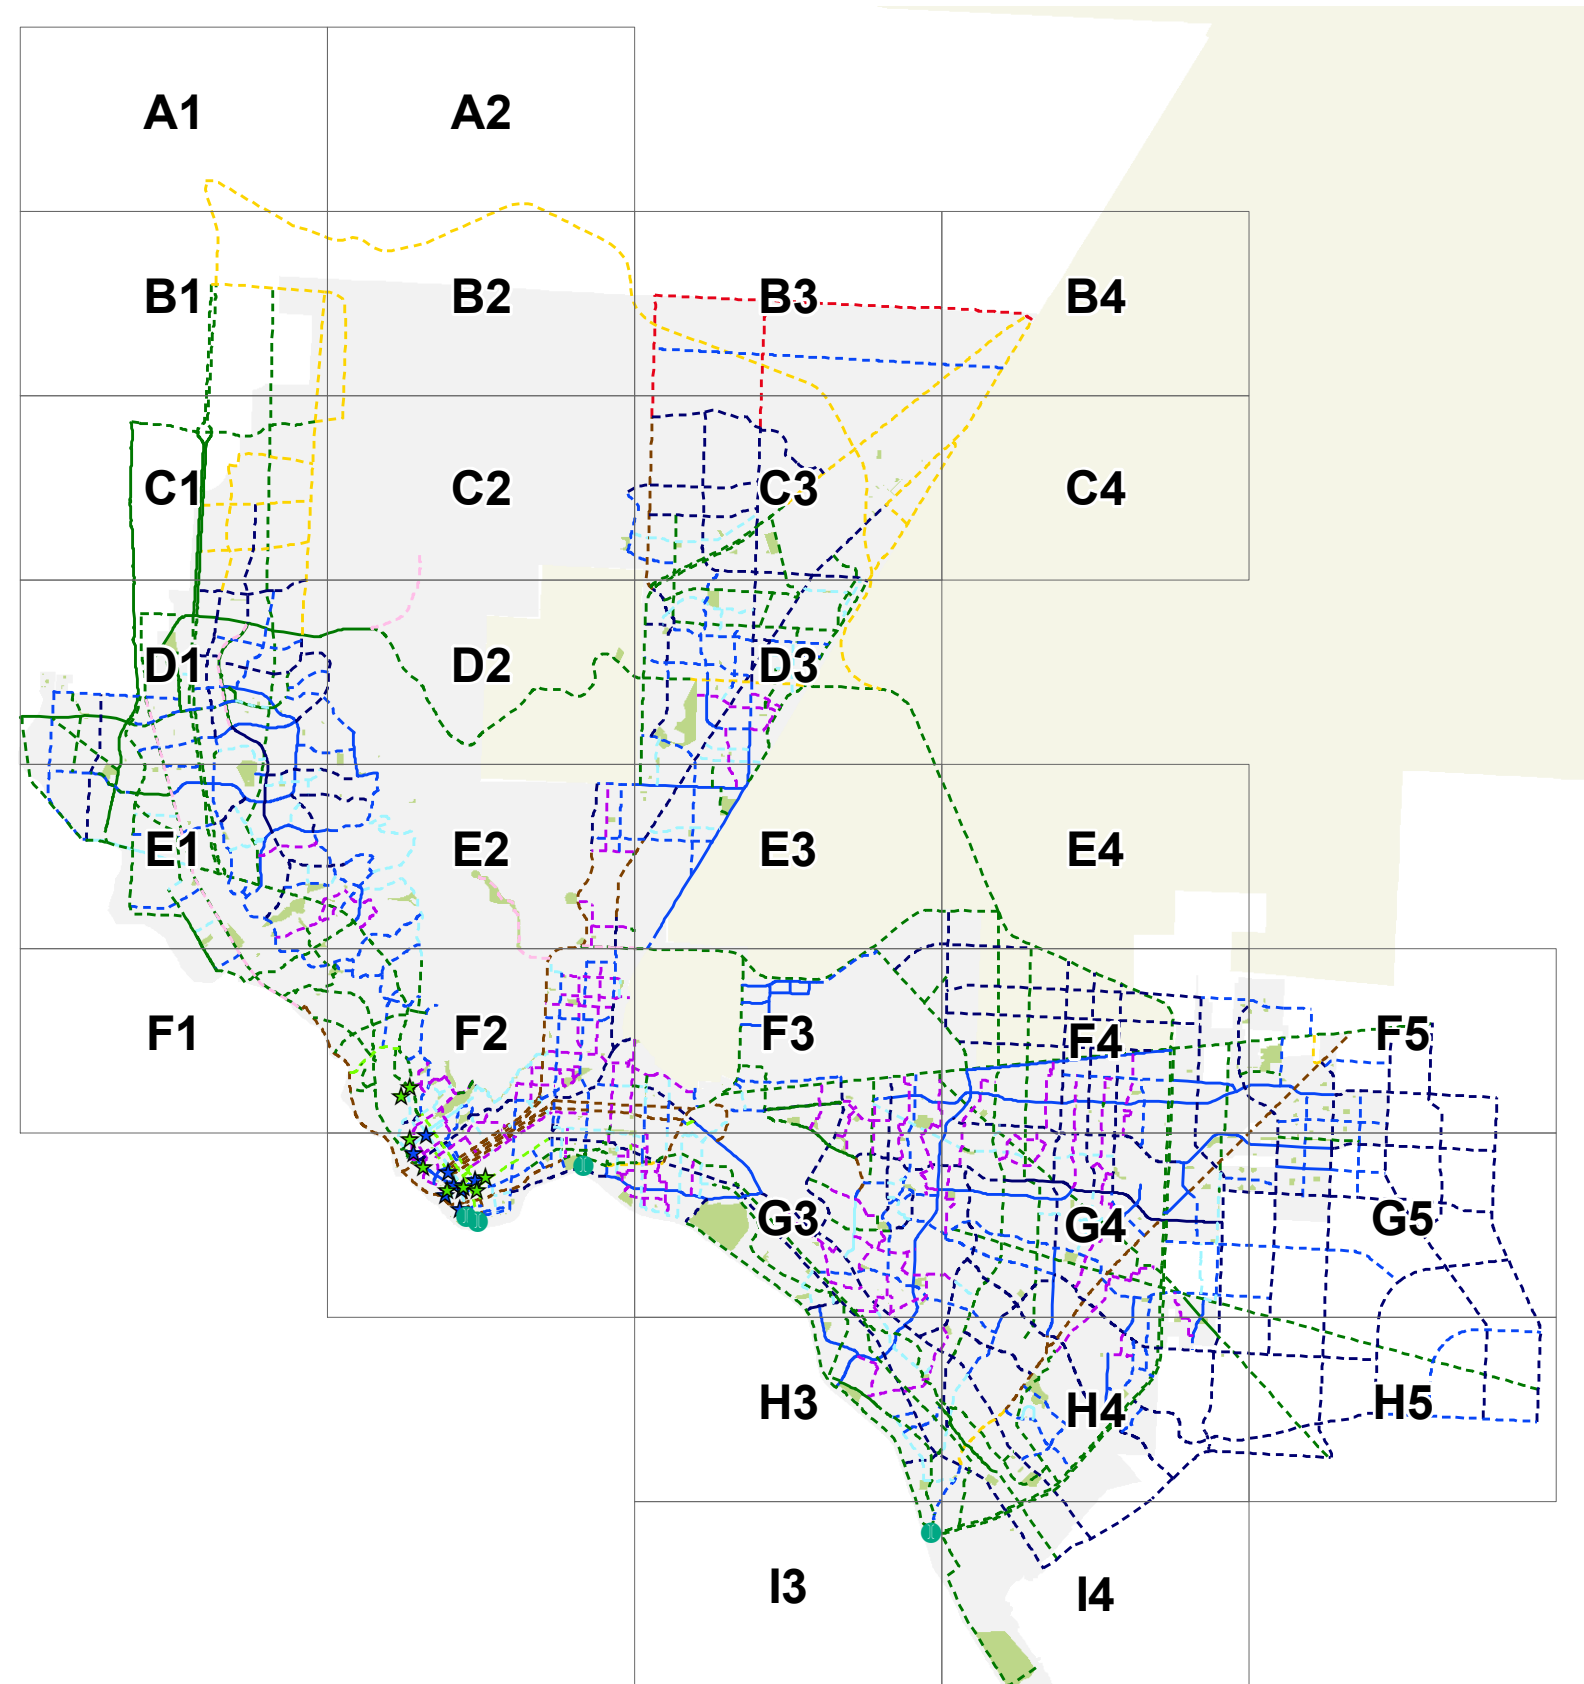 A1 A2
B1 B2 B3 B4
C1 C2 C3 C4
D1 D2 D3
E1 E2 E3 E4
F1 F2 F3 F4 F5
G3 G4 G5
H3 H4 H5
I3 I4